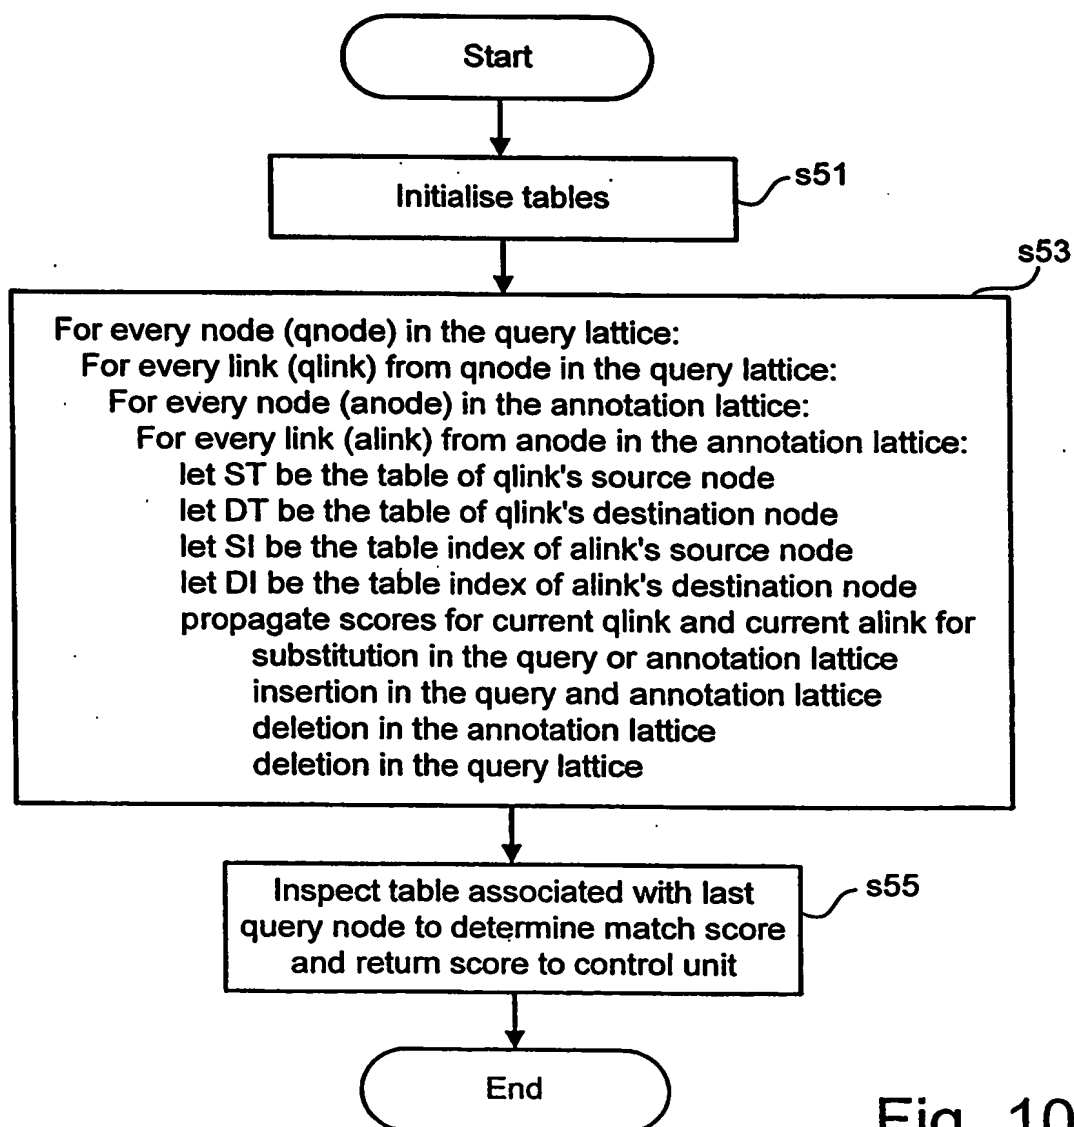 Start
Initialise tables
s51
s53
For every node (qnode) in the query lattice:
For every link (qlink) from qnode in the query lattice:
For every node (anode) in the annotation lattice:
For every link (alink) from anode in the annotation lattice:
let ST be the table of qlink's source node
let DT be the table of qlink's destination node
let SI be the table index of alink's source node
let DI be the table index of alink's destination node
propagate scores for current qlink and current alink for
substitution in the query or annotation lattice
insertion in the query and annotation lattice
deletion in the annotation lattice
deletion in the query lattice
Inspect table associated with last
query node to determine match score
and return score to control unit
s55
End
Fig. 10